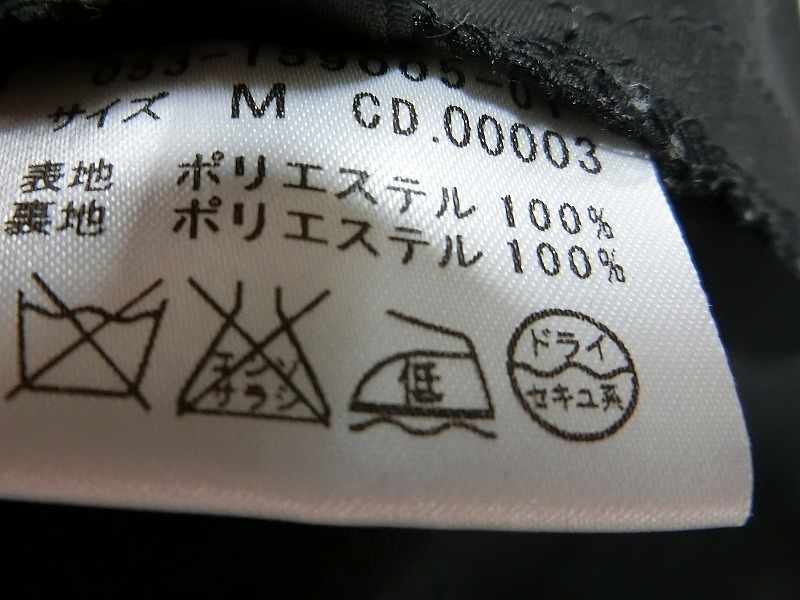 サイズ M CD.00003
表地 ポリエステル 100%
裏地 ポリエステル 100%
エンソ
サラシ
低
ドライ
セキユ系